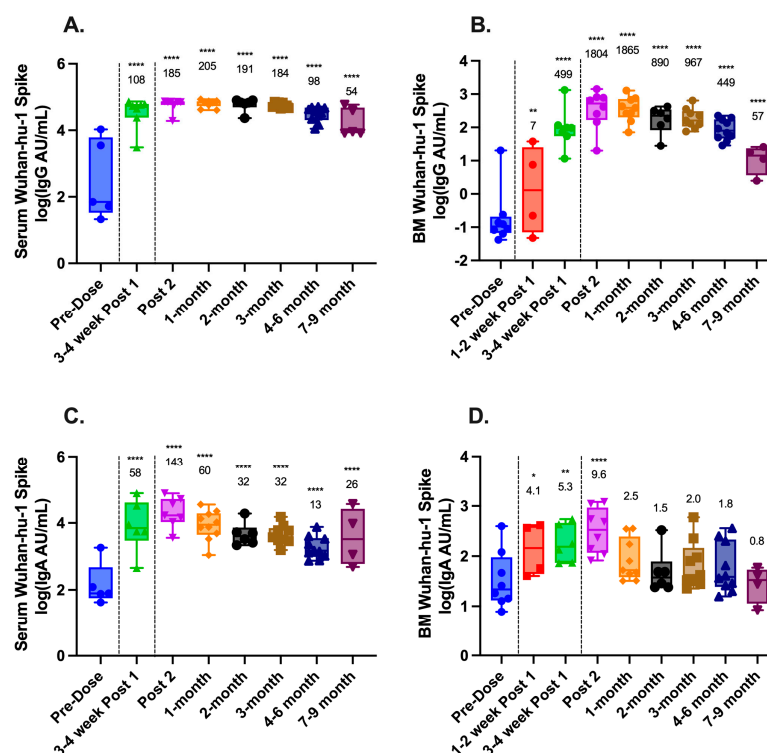 A.
Serum Wuhan-hu-1 Spike
log(IgG AU/mL)
6
4
2
0
****
108
****
185
****
205
****
191
****
184
****
98
****
54
Pre-Dose
3-4 week Post 1
Post 2
1-month
2-month
3-month
4-6 month
7-9 month
B.
BM Wuhan-hu-1 Spike
log(IgG AU/mL)
4
3
2
1
0
-1
-2
**
7
****
499
****
1804
****
1865
****
890
****
967
****
449
****
57
Pre-Dose
1-2 week Post 1
3-4 week Post 1
Post 2
1-month
2-month
3-month
4-6 month
7-9 month
C.
Serum Wuhan-hu-1 Spike
log(IgA AU/mL)
6
4
2
0
****
58
****
143
****
60
****
32
****
32
****
13
****
26
Pre-Dose
3-4 week Post 1
Post 2
1-month
2-month
3-month
4-6 month
7-9 month
D.
BM Wuhan-hu-1 Spike
log(IgA AU/mL)
4
3
2
1
0
*
4.1
**
5.3
****
9.6
2.5
1.5
2.0
1.8
0.8
Pre-Dose
1-2 week Post 1
3-4 week Post 1
Post 2
1-month
2-month
3-month
4-6 month
7-9 month